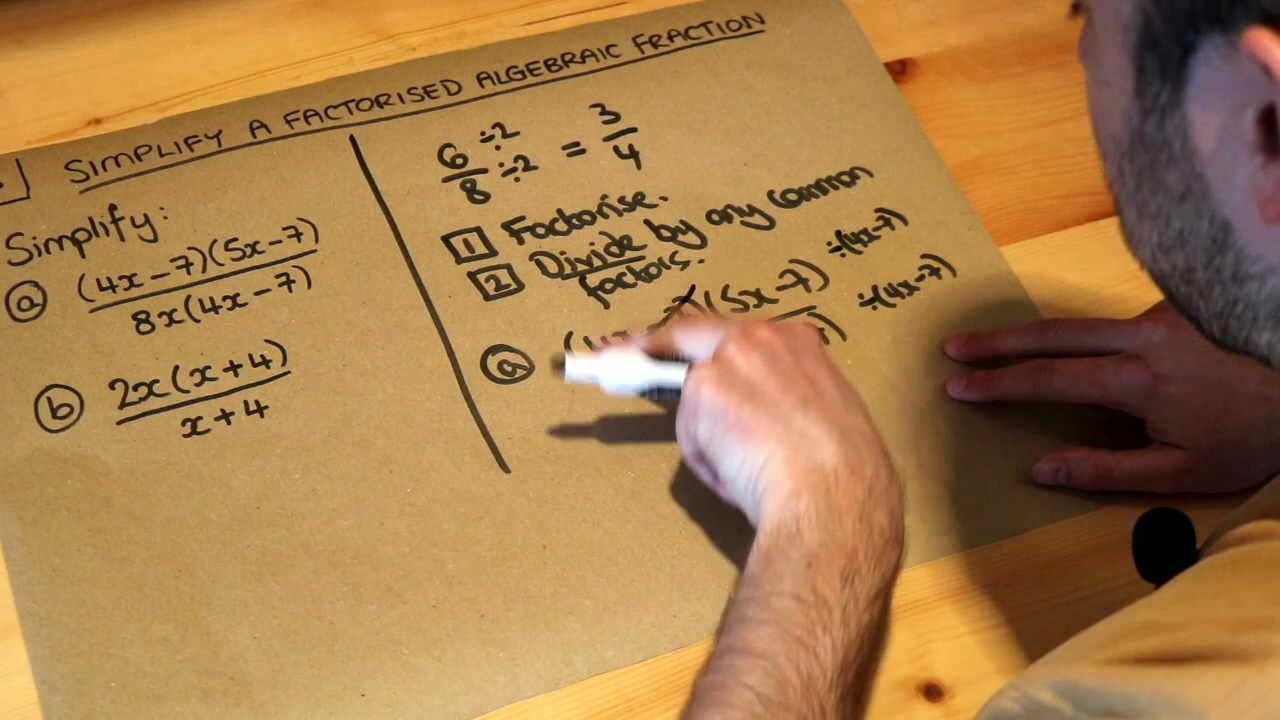 SIMPLIFY A FACTORISED ALGEBRAIC FRACTION
Simplify:
a (4x-7)(5x-7)
8x(4x-7)
b 2x(x+4)
x+4
6 ÷2 = 3
8 ÷2 4
1 Factorise.
2 Divide by any common
factors.
a (5x-7) ÷(4x-7)
÷(4x-7)